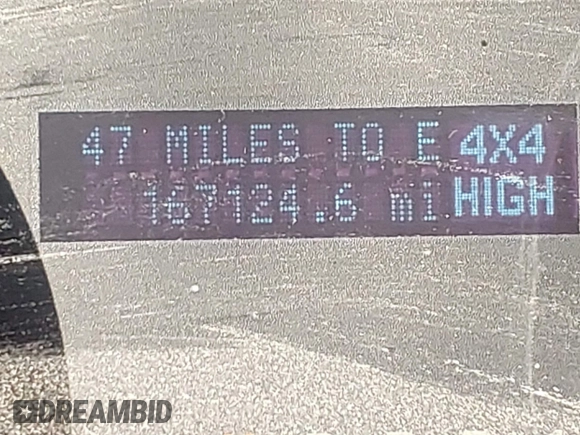 47 MILES TO E
167124.6 mi
4X4
HIGH
DREAMBID